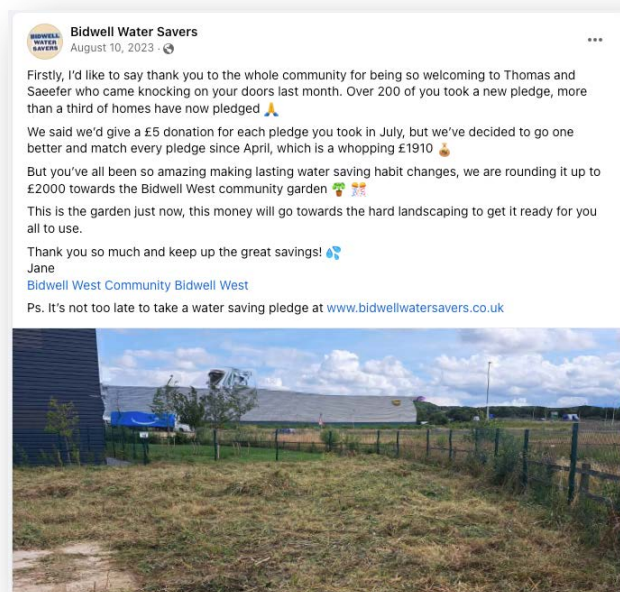 BIDWELL
WATER
SAVERS
Bidwell Water Savers
August 10, 2023 ·
Firstly, I'd like to say thank you to the whole community for being so welcoming to Thomas and
Saeefer who came knocking on your doors last month. Over 200 of you took a new pledge, more
than a third of homes have now pledged 🙏
We said we'd give a £5 donation for each pledge you took in July, but we've decided to go one
better and match every pledge since April, which is a whopping £1910 💰
But you've all been so amazing making lasting water saving habit changes, we are rounding it up to
£2000 towards the Bidwell West community garden 🌳 🎊
This is the garden just now, this money will go towards the hard landscaping to get it ready for you
all to use.
Thank you so much and keep up the great savings! 💦
Jane
Bidwell West Community Bidwell West
Ps. It's not too late to take a water saving pledge at www.bidwellwatersavers.co.uk